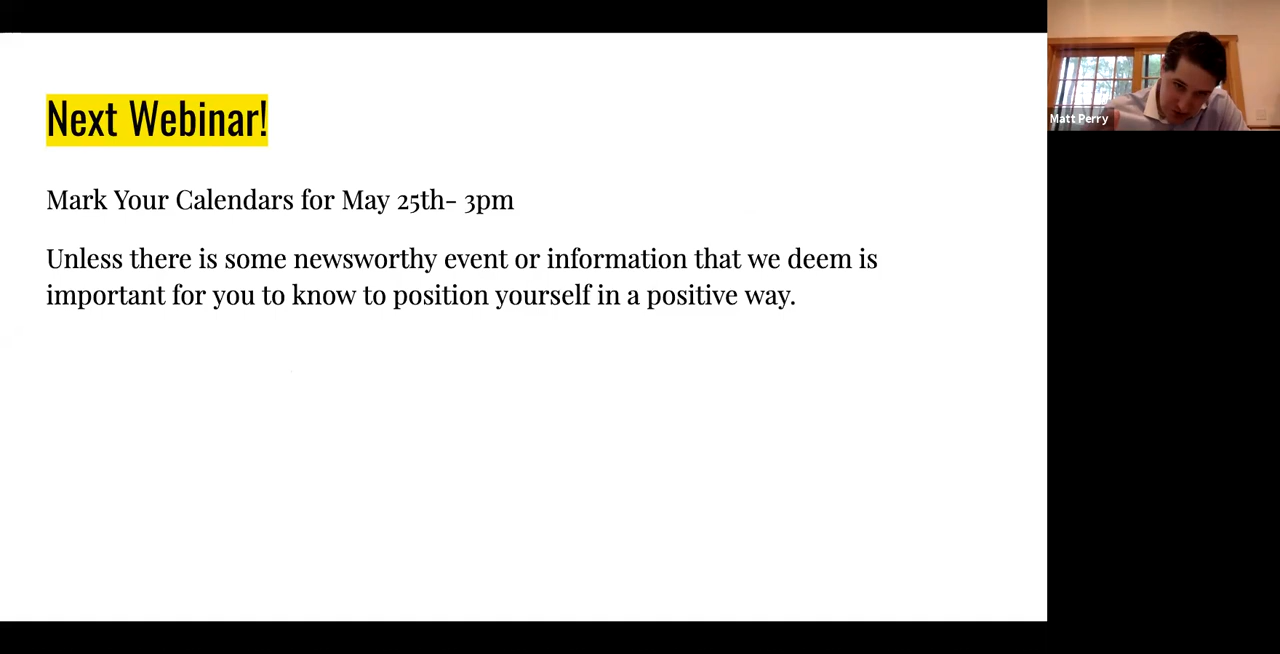 Next Webinar!
Mark Your Calendars for May 25th- 3pm
Unless there is some newsworthy event or information that we deem is
important for you to know to position yourself in a positive way.
Matt Perry